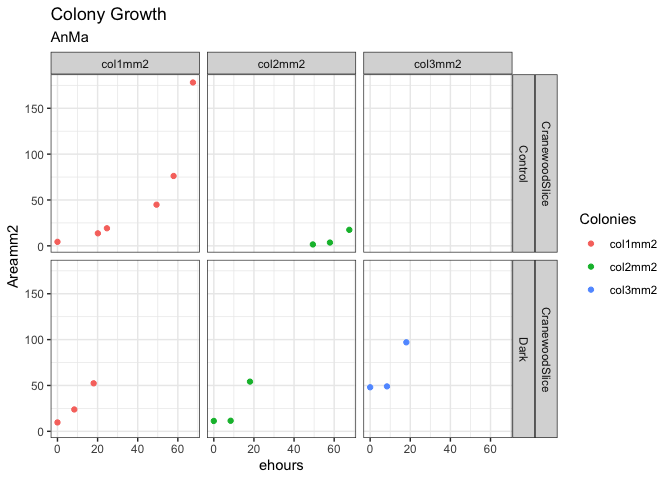 Colony Growth
AnMa
col1mm2 col2mm2 col3mm2
150
100
50
0
Control
CranewoodSlice
150
100
50
0
Dark
CranewoodSlice
0 20 40 60 0 20 40 60 0 20 40 60
ehours
Areamm2
Colonies
col1mm2
col2mm2
col3mm2